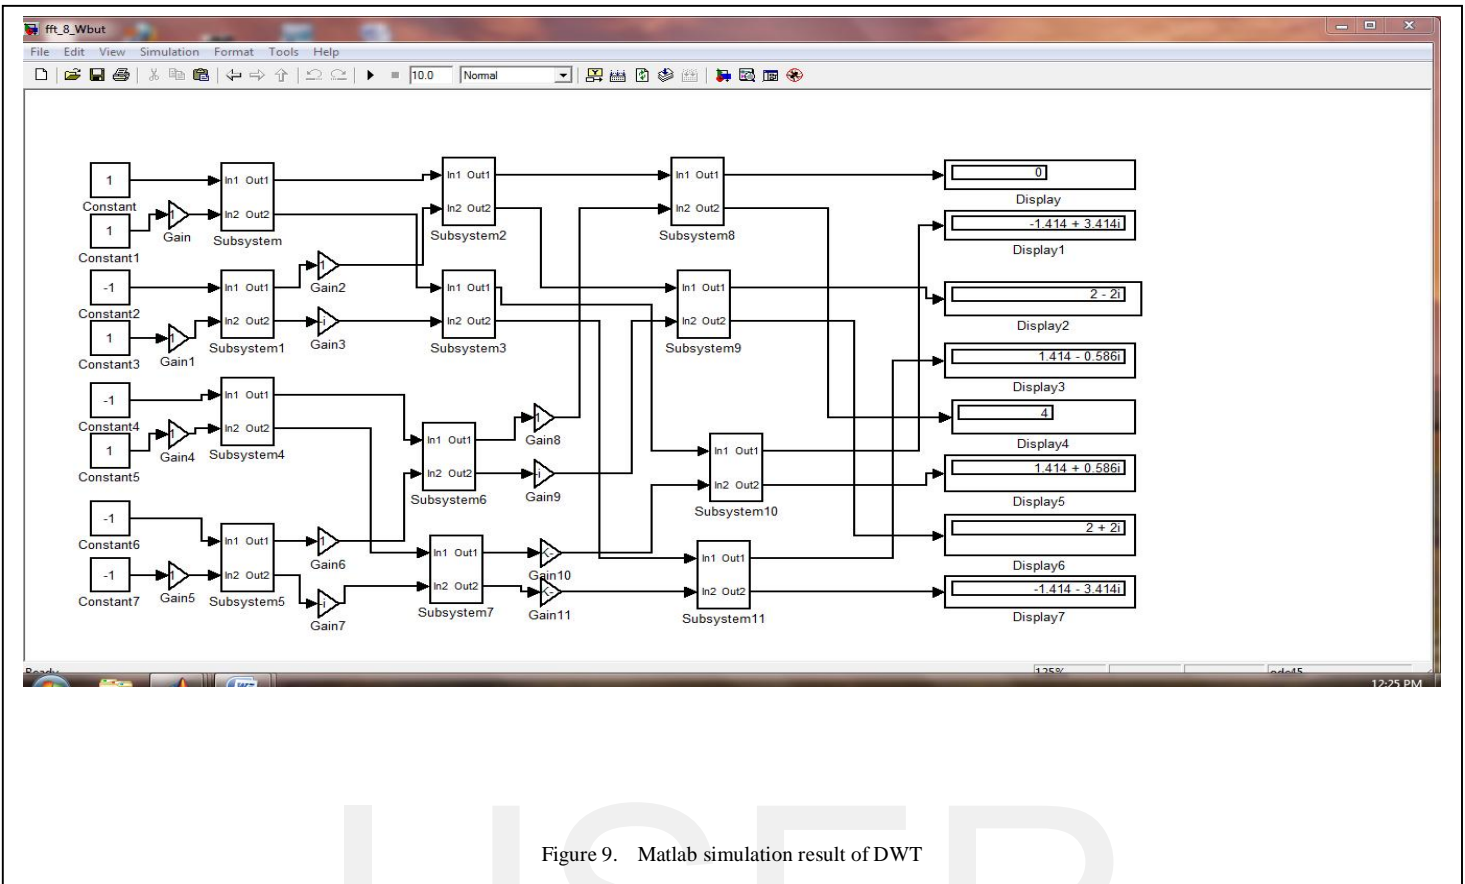 fft_8_Wbut
File Edit View Simulation Format Tools Help
10.0 Normal
1
Constant
1
Constant1
1
Gain
In1 Out1
In2 Out2
Subsystem
-1
Constant2
1
Constant3
1
Gain1
In1 Out1
In2 Out2
Subsystem1
1
Gain2
-i
Gain3
In1 Out1
In2 Out2
Subsystem2
In1 Out1
In2 Out2
Subsystem3
-1
Constant4
1
Constant5
1
Gain4
In1 Out1
In2 Out2
Subsystem4
-1
Constant6
-1
Constant7
1
Gain5
In1 Out1
In2 Out2
Subsystem5
1
Gain6
-i
Gain7
In1 Out1
In2 Out2
Subsystem6
In1 Out1
In2 Out2
Subsystem7
1
Gain8
-i
Gain9
<-
Gain10
<-
Gain11
In1 Out1
In2 Out2
Subsystem8
In1 Out1
In2 Out2
Subsystem9
In1 Out1
In2 Out2
Subsystem10
In1 Out1
In2 Out2
Subsystem11
0
Display
-1.414 + 3.414i
Display1
2 - 2i
Display2
1.414 - 0.586i
Display3
4
Display4
1.414 + 0.586i
Display5
2 + 2i
Display6
-1.414 - 3.414i
Display7
Ready 125% ode45
12:25 PM
Figure 9. Matlab simulation result of DWT